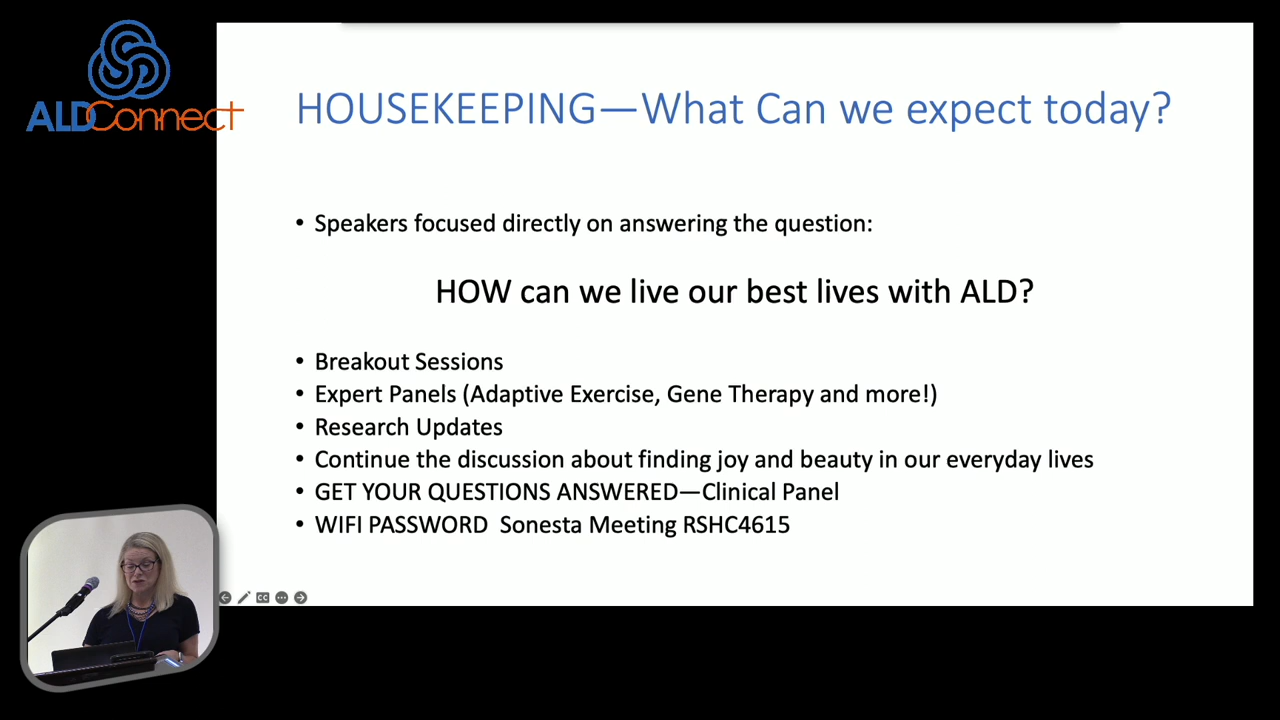 ALDConnect
HOUSEKEEPING—What Can we expect today?
• Speakers focused directly on answering the question:
HOW can we live our best lives with ALD?
• Breakout Sessions
• Expert Panels (Adaptive Exercise, Gene Therapy and more!)
• Research Updates
• Continue the discussion about finding joy and beauty in our everyday lives
• GET YOUR QUESTIONS ANSWERED—Clinical Panel
• WIFI PASSWORD  Sonesta Meeting RSHC4615
CC